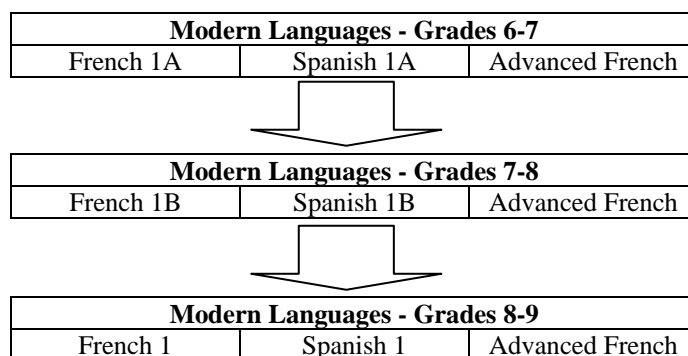 Modern Languages - Grades 6-7
French 1A Spanish 1A Advanced French
Modern Languages - Grades 7-8
French 1B Spanish 1B Advanced French
Modern Languages - Grades 8-9
French 1 Spanish 1 Advanced French